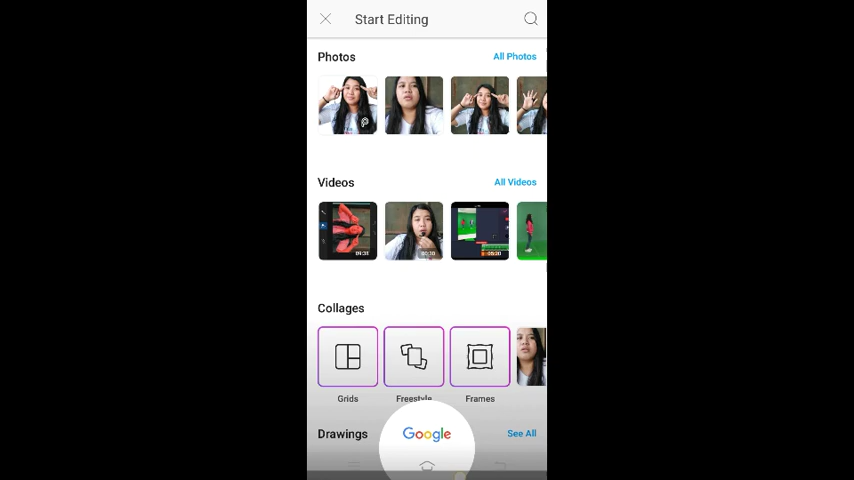 Start Editing
Photos All Photos
Videos All Videos
Collages
Grids Freestyle Frames
Google
Drawings See All